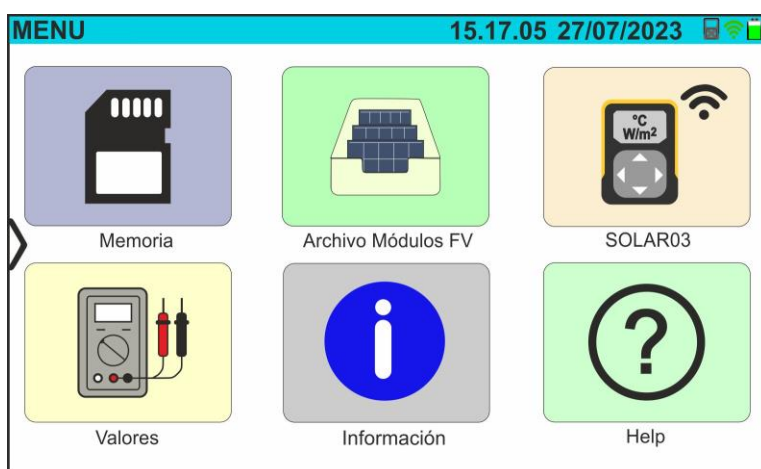 MENU 15.17.05 27/07/2023
°C
W/m²
Memoria Archivo Módulos FV SOLAR03
Valores Información Help